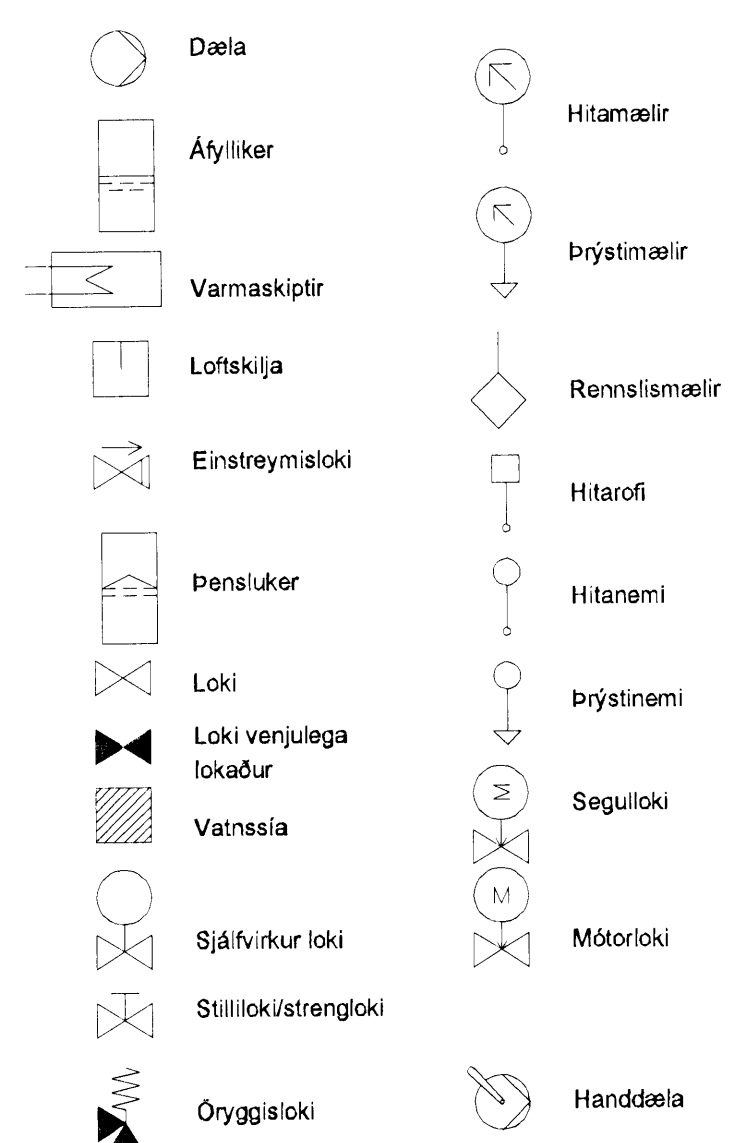 Dæla
Áfylliker
Varmaskiptir
Loftskilja
Einstreymisloki
Þensluker
Loki
Loki venjulega
lokaður
Vatnssía
Sjálfvirkur loki
Stilliloki/strengloki
Öryggisloki
Hitamælir
Þrýstimælir
Rennslismælir
Hitarofi
Hitanemi
Þrýstinemi
Σ
Segulloki
M
Mótorloki
Handdæla